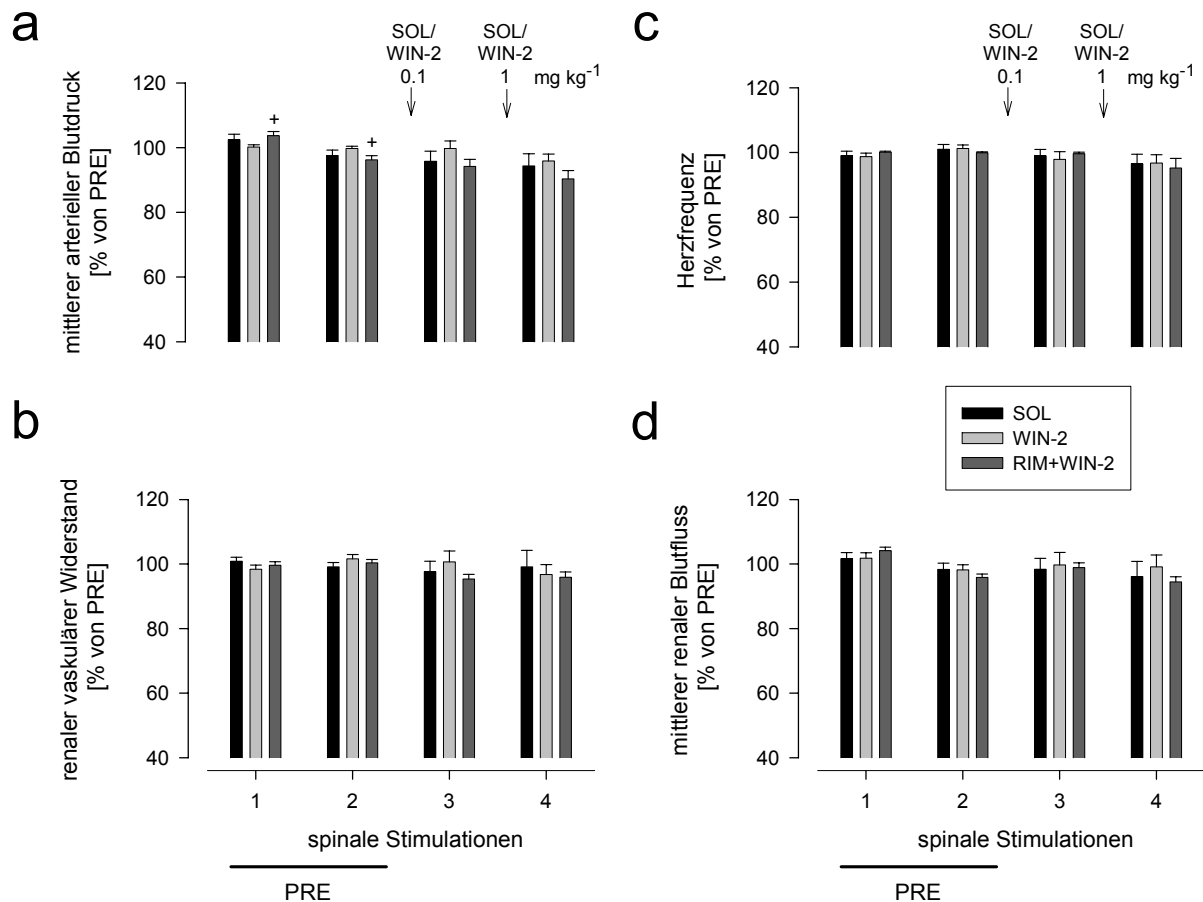 a
SOL/ SOL/
WIN-2 WIN-2
0.1 1 mg kg⁻¹
mittlerer arterieller Blutdruck
[% von PRE]
120
100
80
60
40
+ +
c
SOL/ SOL/
WIN-2 WIN-2
0.1 1 mg kg⁻¹
Herzfrequenz
[% von PRE]
120
100
80
60
40
b
renaler vaskulärer Widerstand
[% von PRE]
120
100
80
60
40
1 2 3 4
spinale Stimulationen
PRE
d
SOL
WIN-2
RIM+WIN-2
mittlerer renaler Blutfluss
[% von PRE]
120
100
80
60
40
1 2 3 4
spinale Stimulationen
PRE